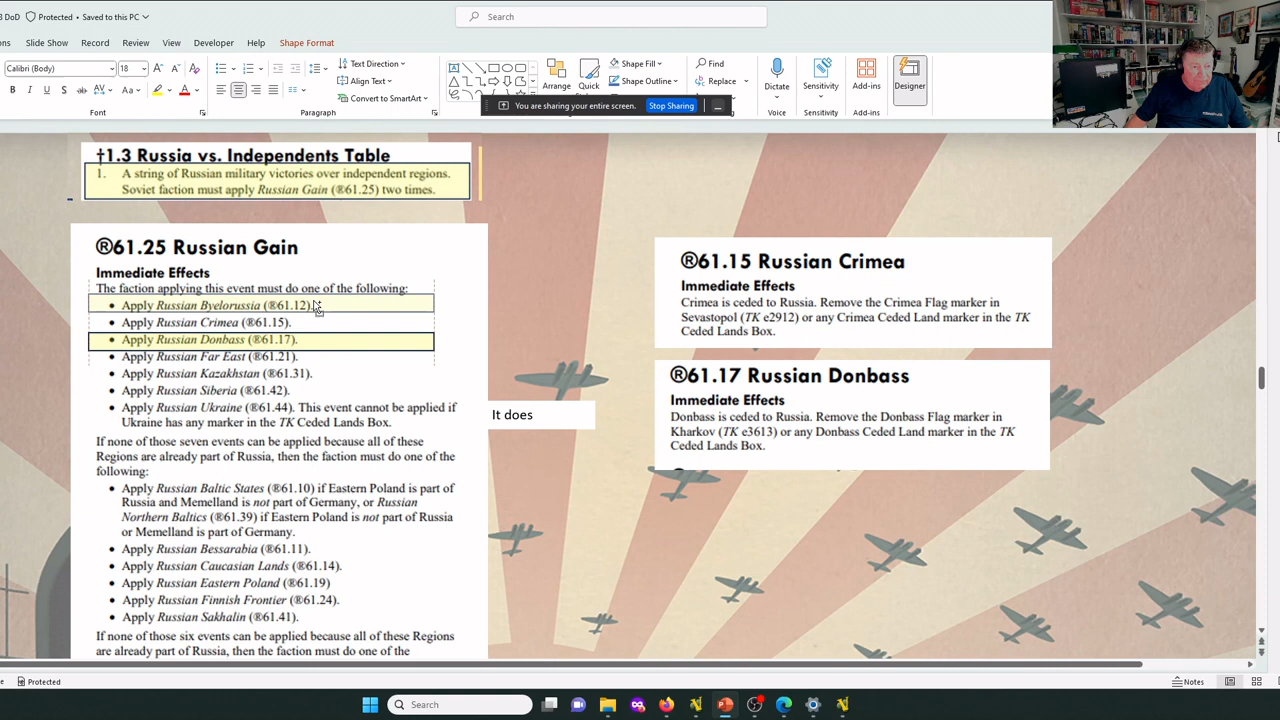 3 DoD Protected • Saved to this PC
Search
ons Slide Show Record Review View Developer Help Shape Format
Calibri (Body) 18
Text Direction
Align Text
Convert to SmartArt
Arrange
Quick
Shape Fill
Shape Outline
Find
Replace
Dictate
Sensitivity
Add-ins
Designer
You are sharing your entire screen. Stop Sharing
Font
Paragraph
Voice
Sensitivity
Add-ins
†1.3 Russia vs. Independents Table
1. A string of Russian military victories over independent regions.
Soviet faction must apply Russian Gain (®61.25) two times.
®61.25 Russian Gain
Immediate Effects
The faction applying this event must do one of the following:
• Apply Russian Byelorussia (®61.12).
• Apply Russian Crimea (®61.15).
• Apply Russian Donbass (®61.17).
• Apply Russian Far East (®61.21).
• Apply Russian Kazakhstan (®61.31).
• Apply Russian Siberia (®61.42).
• Apply Russian Ukraine (®61.44). This event cannot be applied if
Ukraine has any marker in the TK Ceded Lands Box.
If none of those seven events can be applied because all of these
Regions are already part of Russia, then the faction must do one of the
following:
• Apply Russian Baltic States (®61.10) if Eastern Poland is part of
Russia and Memelland is not part of Germany, or Russian
Northern Baltics (®61.39) if Eastern Poland is not part of Russia
or Memelland is part of Germany.
• Apply Russian Bessarabia (®61.11).
• Apply Russian Caucasian Lands (®61.14).
• Apply Russian Eastern Poland (®61.19)
• Apply Russian Finnish Frontier (®61.24).
• Apply Russian Sakhalin (®61.41).
If none of those six events can be applied because all of these Regions
are already part of Russia, then the faction must do one of the
It does
®61.15 Russian Crimea
Immediate Effects
Crimea is ceded to Russia. Remove the Crimea Flag marker in
Sevastopol (TK e2912) or any Crimea Ceded Land marker in the TK
Ceded Lands Box.
®61.17 Russian Donbass
Immediate Effects
Donbass is ceded to Russia. Remove the Donbass Flag marker in
Kharkov (TK e3613) or any Donbass Ceded Land marker in the TK
Ceded Lands Box.
Protected
Notes
Search